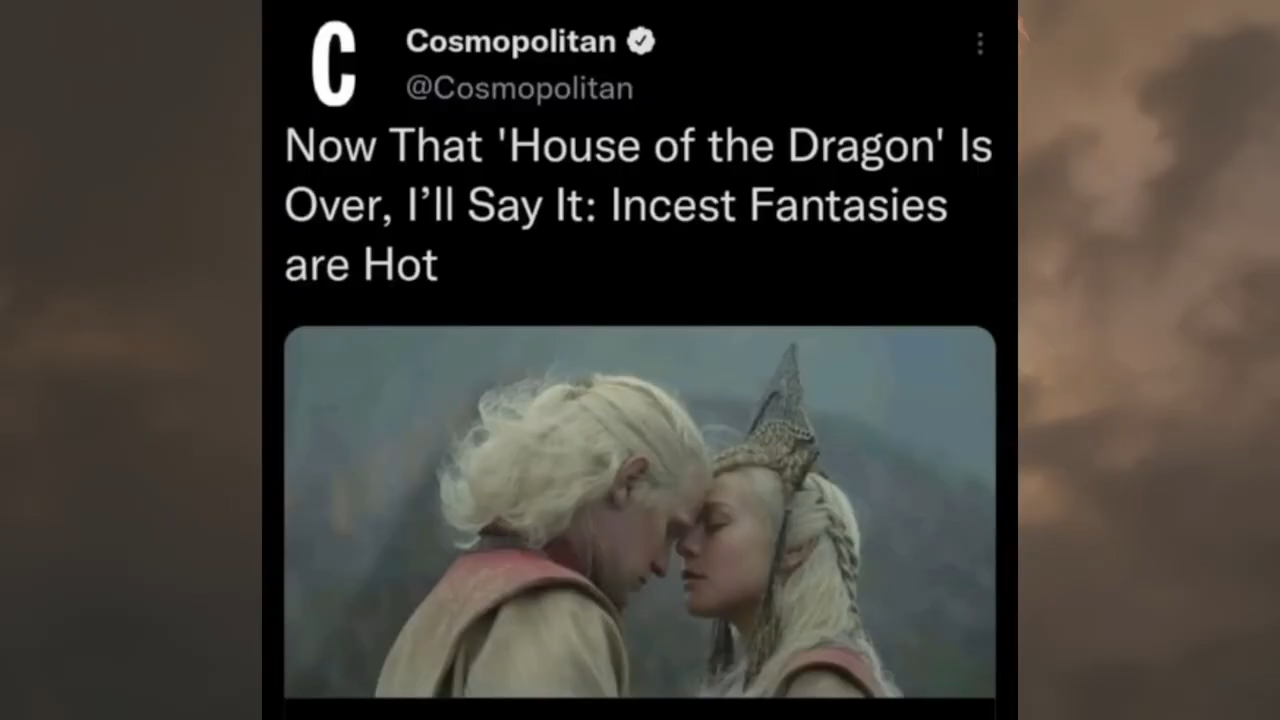 C
Cosmopolitan
@Cosmopolitan
Now That 'House of the Dragon' Is
Over, I’ll Say It: Incest Fantasies
are Hot